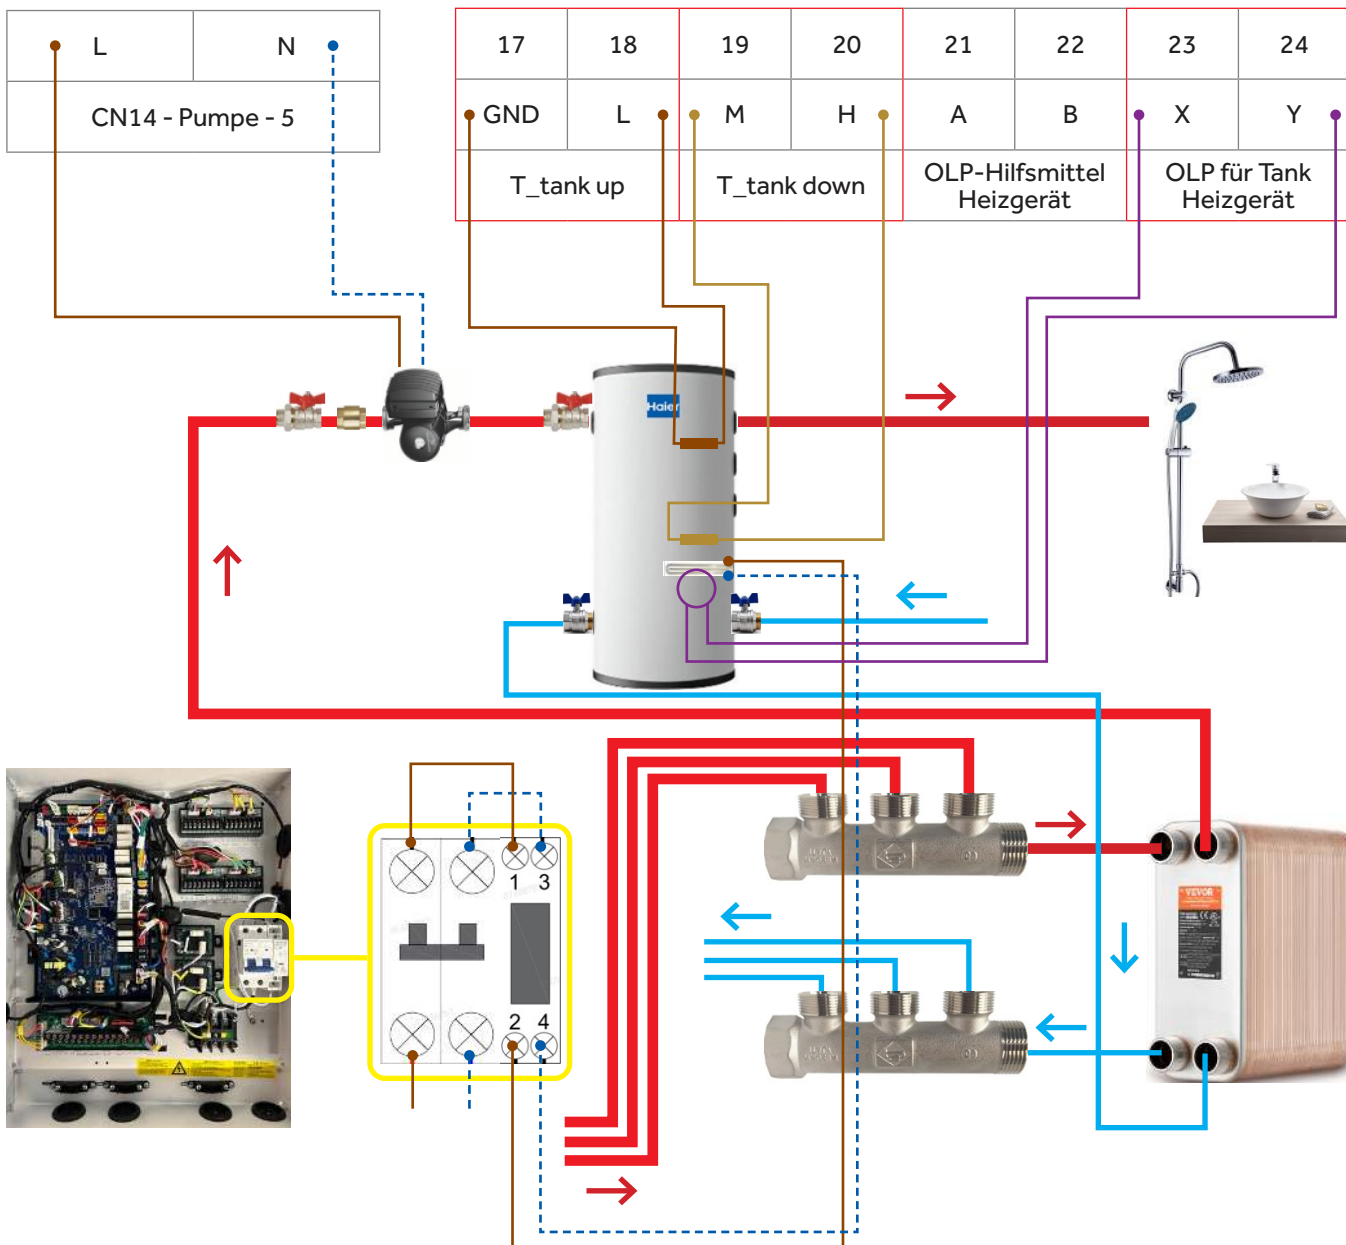 L N
CN14 - Pumpe - 5
17 18 19 20 21 22 23 24
GND L M H A B X Y
T_tank up
T_tank down
OLP-Hilfsmittel
Heizgerät
OLP für Tank
Heizgerät
Haier
1 3
2 4
VEVOR